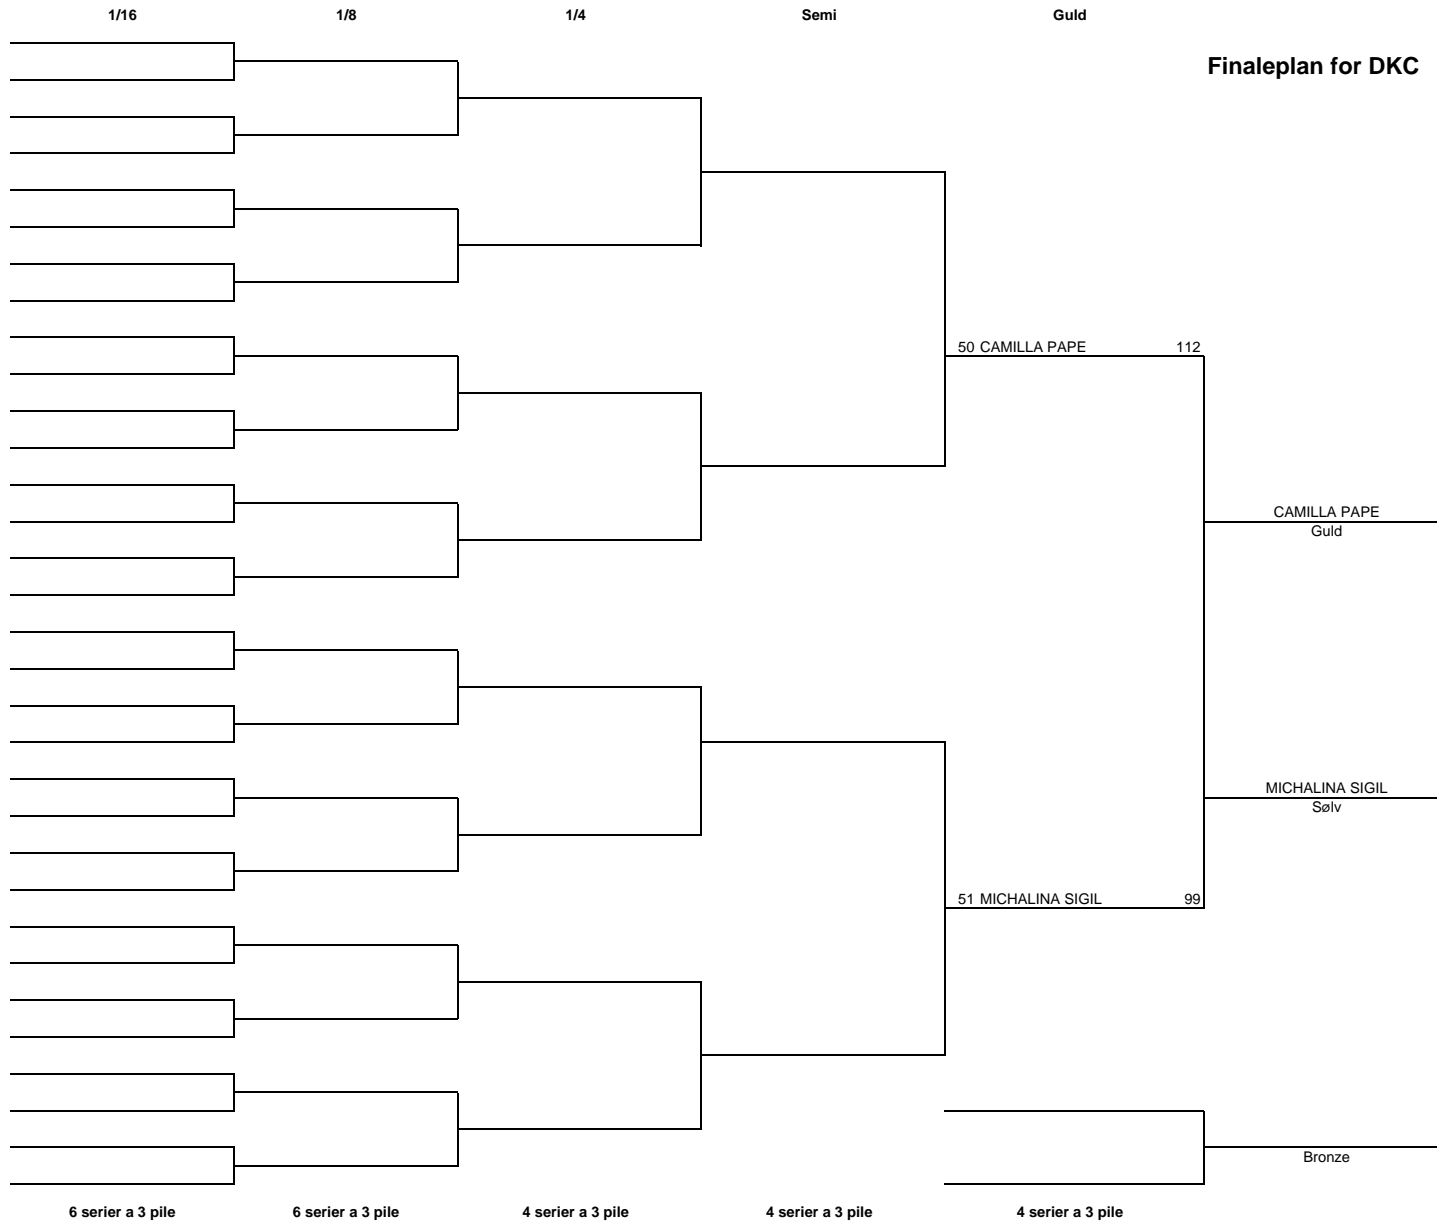 1/16 1/8 1/4 Semi Guld
Finaleplan for DKC
50 CAMILLA PAPE 112
CAMILLA PAPE
Guld
MICHALINA SIGIL
Sølv
51 MICHALINA SIGIL 99
Bronze
6 serier a 3 pile 6 serier a 3 pile 4 serier a 3 pile 4 serier a 3 pile 4 serier a 3 pile